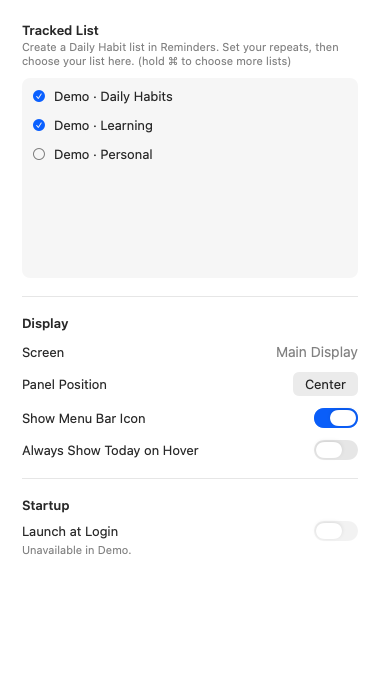 Tracked List
Create a Daily Habit list in Reminders. Set your repeats, then
choose your list here. (hold ⌘ to choose more lists)
Demo · Daily Habits
Demo · Learning
Demo · Personal
Display
Screen Main Display
Panel Position Center
Show Menu Bar Icon
Always Show Today on Hover
Startup
Launch at Login
Unavailable in Demo.